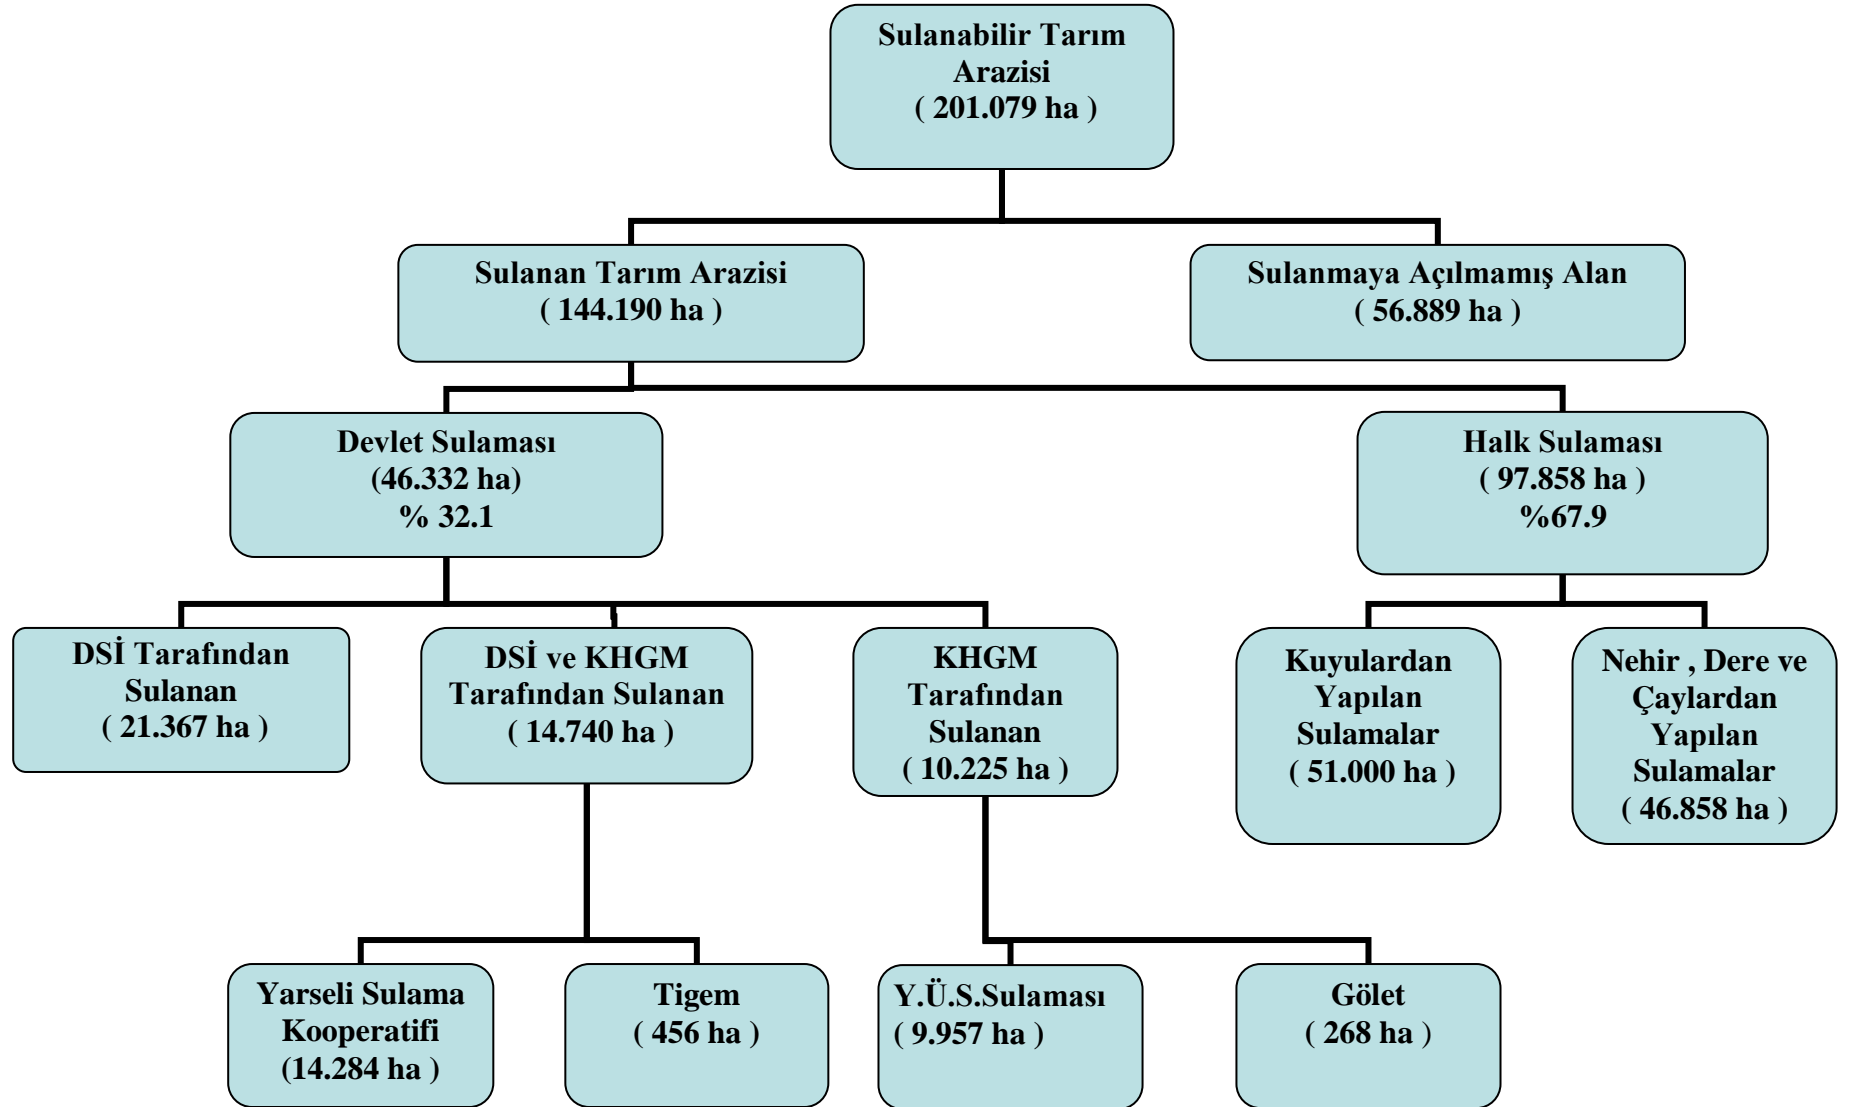 Sulanabilir Tarım
Arazisi
( 201.079 ha )
Sulanan Tarım Arazisi
( 144.190 ha )
Sulanmaya Açılmamış Alan
( 56.889 ha )
Devlet Sulaması
(46.332 ha)
% 32.1
Halk Sulaması
( 97.858 ha )
%67.9
DSİ Tarafından
Sulanan
( 21.367 ha )
DSİ ve KHGM
Tarafından Sulanan
( 14.740 ha )
KHGM
Tarafından
Sulanan
( 10.225 ha )
Kuyulardan
Yapılan
Sulamalar
( 51.000 ha )
Nehir , Dere ve
Çaylardan
Yapılan
Sulamalar
( 46.858 ha )
Yarseli Sulama
Kooperatifi
(14.284 ha )
Tigem
( 456 ha )
Y.Ü.S.Sulaması
( 9.957 ha )
Gölet
( 268 ha )